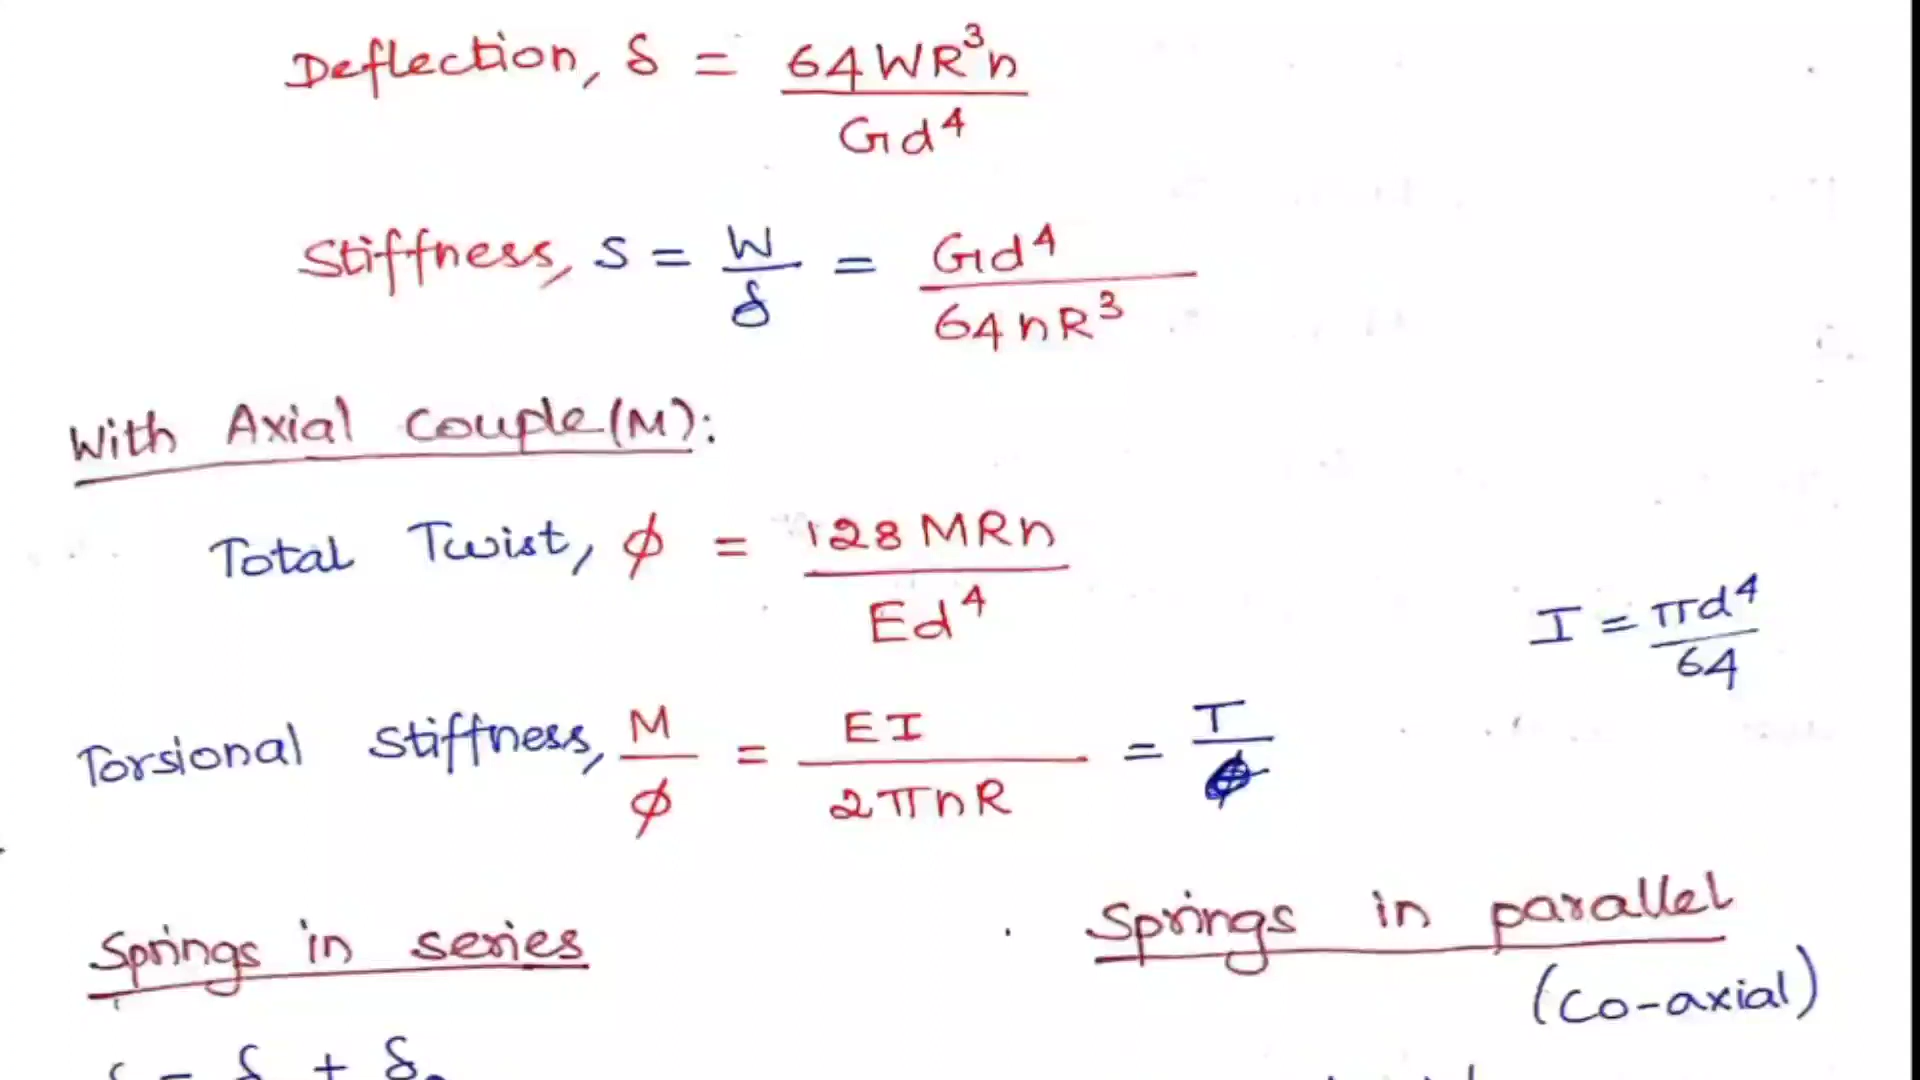 Deflection, δ = 64WR³n / Gd⁴
Stiffness, S = W/δ = Gd⁴ / 64nR³
With Axial Couple(M):
Total Twist, φ = 128MRn / Ed⁴
I = πd⁴/64
Torsional Stiffness, M/φ = EI / 2πnR = T/φ
Springs in series
Springs in parallel
(Co-axial)